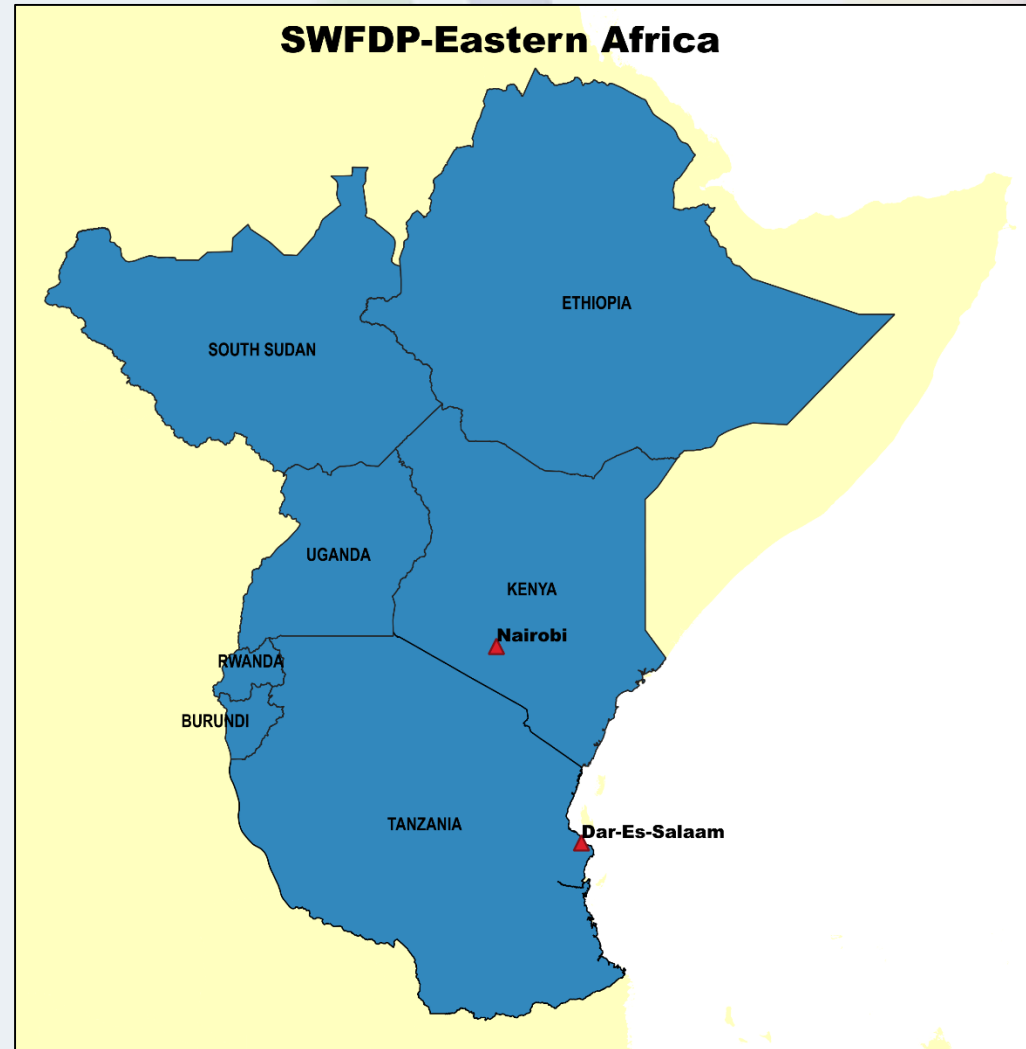 SWFDP-Eastern Africa
ETHIOPIA
SOUTH SUDAN
UGANDA
KENYA
Nairobi
RWANDA
BURUNDI
TANZANIA
Dar-Es-Salaam